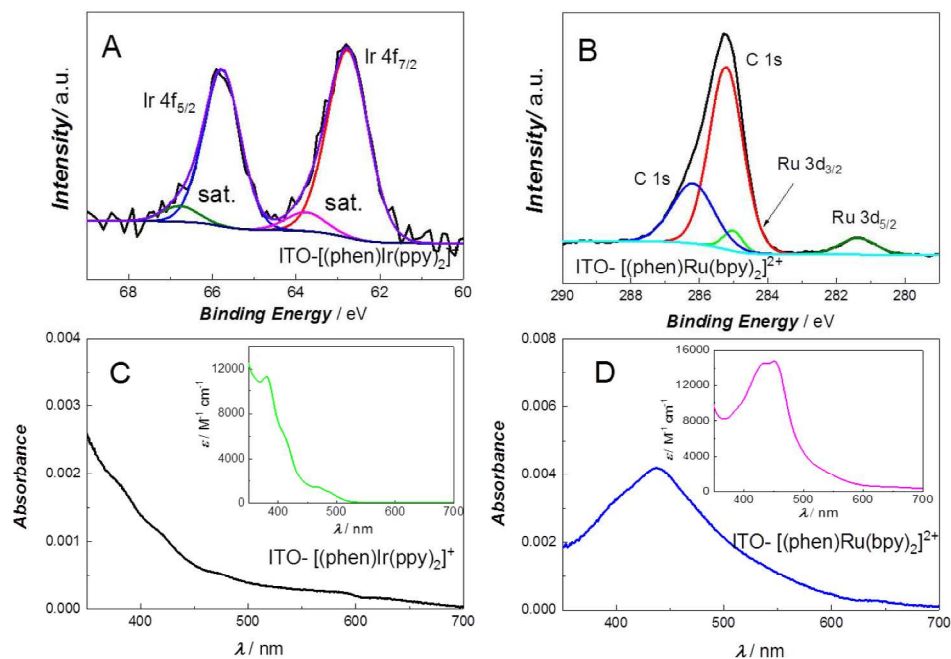 A
Ir 4f5/2
Ir 4f7/2
sat.
sat.
ITO-[(phen)Ir(ppy)2]+
Intensity/ a.u.
68 66 64 62 60
Binding Energy / eV
B
C 1s
C 1s
Ru 3d3/2
Ru 3d5/2
ITO- [(phen)Ru(bpy)2]2+
Intensity/ a.u.
290 288 286 284 282 280
Binding Energy / eV
C
0.004
0.003
0.002
0.001
0.000
Absorbance
12000
8000
4000
0
ε / M-1 cm-1
400 500 600 700
λ / nm
ITO- [(phen)Ir(ppy)2]+
400 500 600 700
λ / nm
D
0.008
0.006
0.004
0.002
0.000
Absorbance
16000
12000
8000
4000
0
ε / M-1 cm-1
400 500 600 700
λ / nm
ITO- [(phen)Ru(bpy)2]2+
400 500 600 700
λ / nm